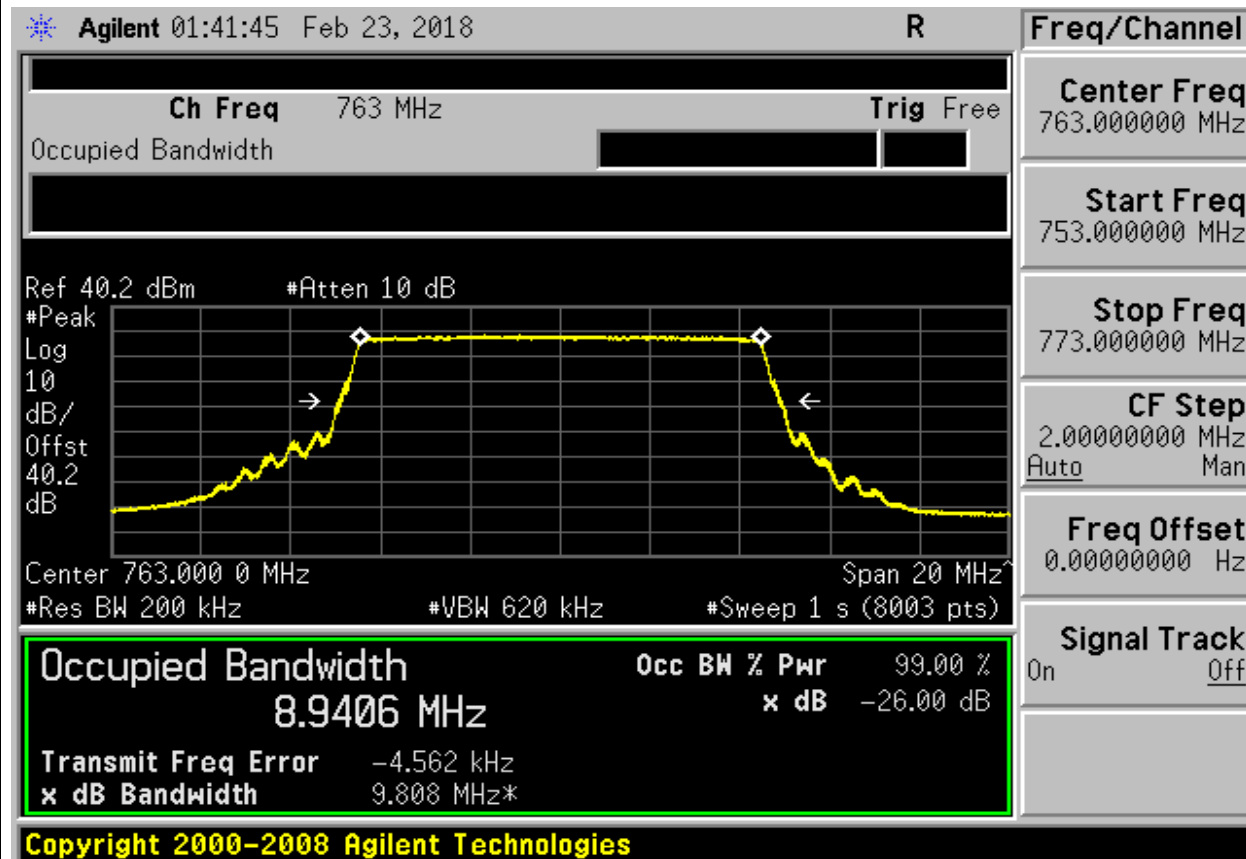 Agilent 01:41:45 Feb 23, 2018 R
Freq/Channel
Ch Freq 763 MHz Trig Free
Occupied Bandwidth
Center Freq
763.000000 MHz
Start Freq
753.000000 MHz
Stop Freq
773.000000 MHz
CF Step
2.00000000 MHz
Auto Man
Freq Offset
0.00000000 Hz
Signal Track
On Off
Ref 40.2 dBm #Atten 10 dB
#Peak
Log
10
dB/
Offst
40.2
dB
Center 763.000 0 MHz Span 20 MHz^
#Res BW 200 kHz #VBW 620 kHz #Sweep 1 s (8003 pts)
Occupied Bandwidth Occ BW % Pwr 99.00 %
8.9406 MHz x dB -26.00 dB
Transmit Freq Error -4.562 kHz
x dB Bandwidth 9.808 MHz*
Copyright 2000-2008 Agilent Technologies